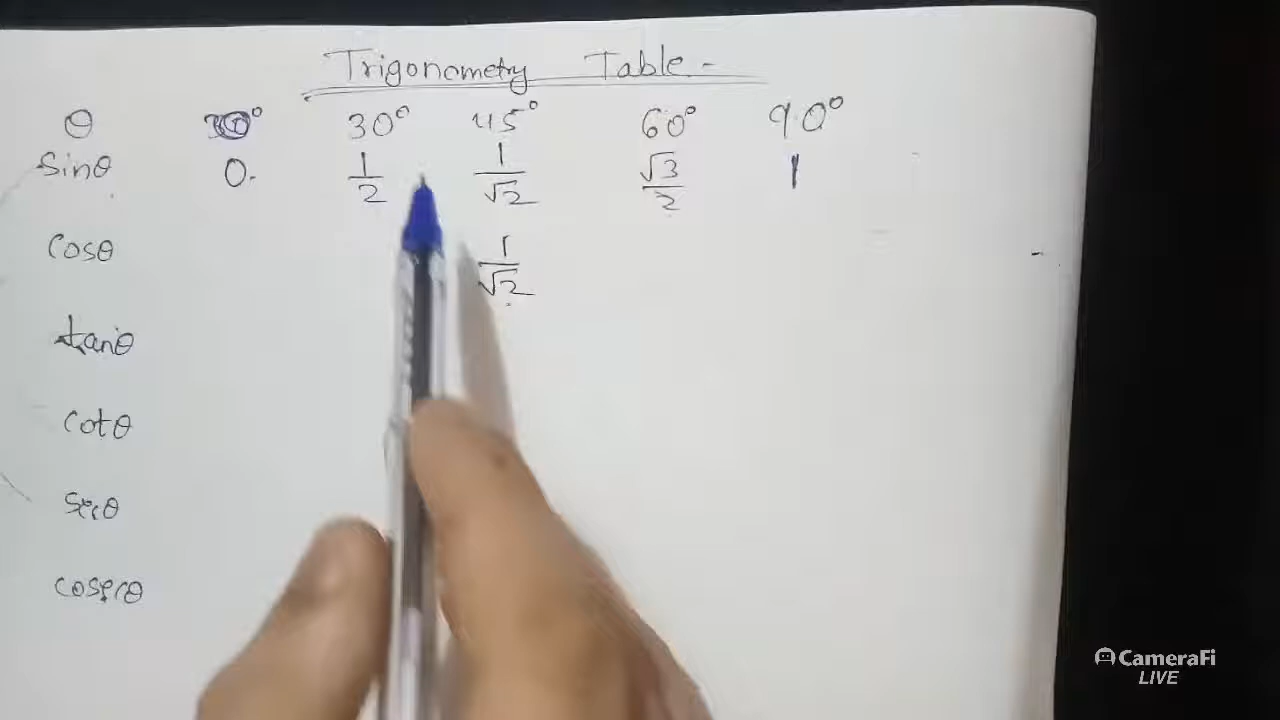 Trigonometry Table -
θ 0° 30° 45° 60° 90°
sinθ 0 1/2 1/√2 √3/2 1
cosθ 1/√2
tanθ
cotθ
secθ
cosecθ
CameraFi
LIVE